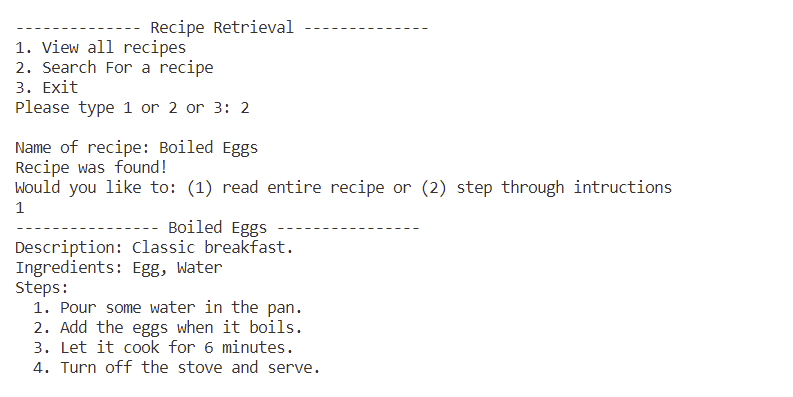 -------------- Recipe Retrieval --------------
1. View all recipes
2. Search For a recipe
3. Exit
Please type 1 or 2 or 3: 2
Name of recipe: Boiled Eggs
Recipe was found!
Would you like to: (1) read entire recipe or (2) step through intructions
1
---------------- Boiled Eggs ----------------
Description: Classic breakfast.
Ingredients: Egg, Water
Steps:
1. Pour some water in the pan.
2. Add the eggs when it boils.
3. Let it cook for 6 minutes.
4. Turn off the stove and serve.